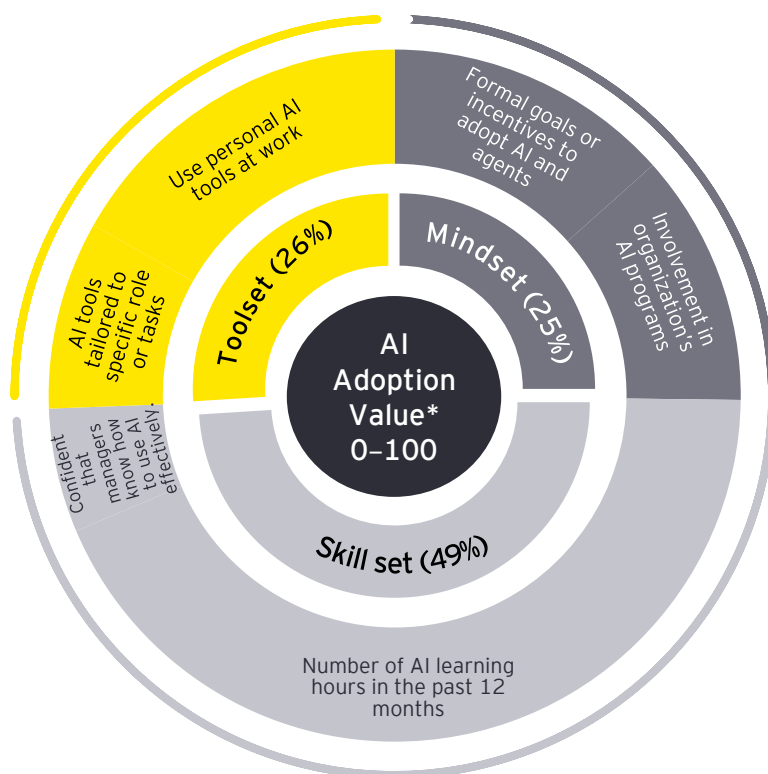 Use personal AI
tools at work
Formal goals or
incentives to
adopt AI and
agents
Involvement in
organization's
AI programs
AI tools
tailored to
specific role
or tasks
Toolset (26%)
Mindset (25%)
AI
Adoption
Value*
0–100
Confident
that
managers
know how
to use AI
effectively.
Skill set (49%)
Number of AI learning
hours in the past 12
months